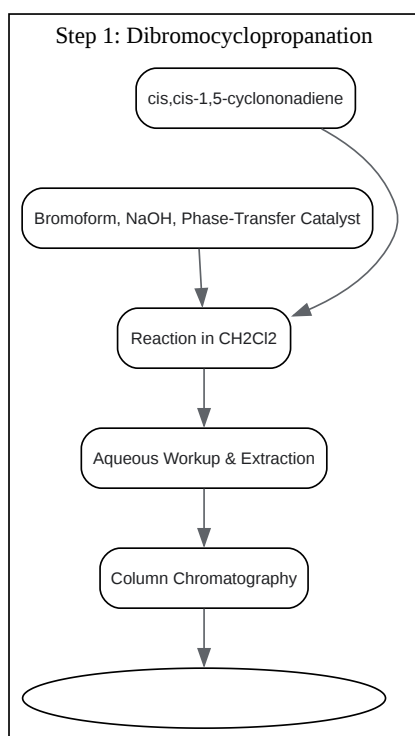 Step 1: Dibromocyclopropanation
cis,cis-1,5-cyclononadiene
Bromoform, NaOH, Phase-Transfer Catalyst
Reaction in CH2Cl2
Aqueous Workup & Extraction
Column Chromatography